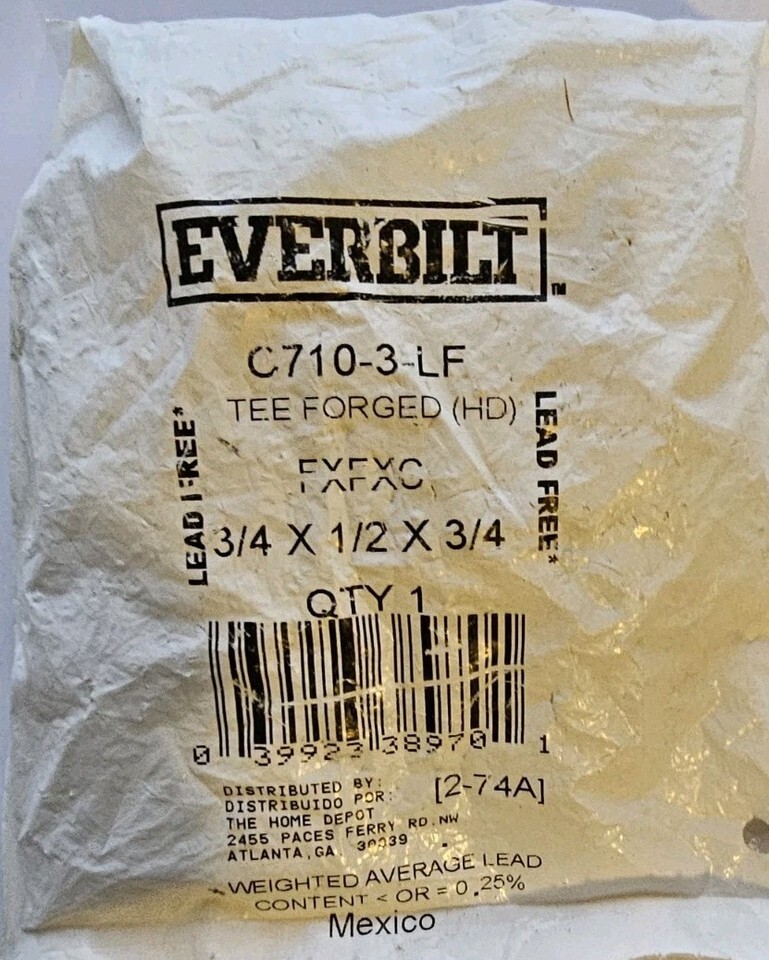 EVERBILT™
C710-3-LF
TEE FORGED (HD)
LEAD FREE*
FXFXC
LEAD FREE*
3/4 X 1/2 X 3/4
QTY 1
0 39923 38970 1
DISTRIBUTED BY: [2-74A]
DISTRIBUIDO POR:
THE HOME DEPOT
2455 PACES FERRY RD.NW
ATLANTA,GA. 30339
*WEIGHTED AVERAGE LEAD
CONTENT < OR = 0.25%
Mexico